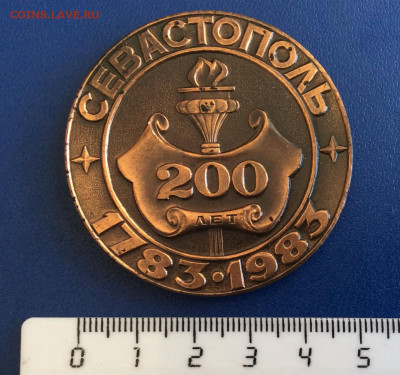 COINS.LAVE.RU
СЕВАСТОПОЛЬ
200
ЛЕТ
1783·1983
0 1 2 3 4 5